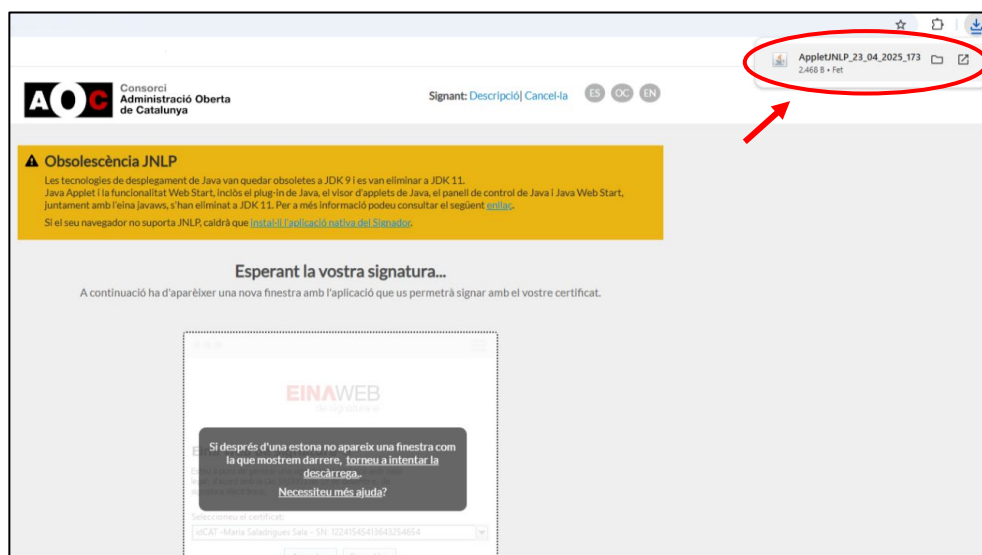 AppletJNLP_23_04_2025_173
2.468 B • Fet
AOC
Consorci
Administració Oberta
de Catalunya
Signant: Descripció| Cancel·la
ES OC EN
Obsolescència JNLP
Les tecnologies de desplegament de Java van quedar obsoletes a JDK 9 i es van eliminar a JDK 11.
Java Applet i la funcionalitat Web Start, inclòs el plug-in de Java, el visor d'applets de Java, el panell de control de Java i Java Web Start,
juntament amb l'eina javaws, s'han eliminat a JDK 11. Per a més informació podeu consultar el següent enllaç.
Si el seu navegador no suporta JNLP, caldrà que instal·li l'aplicació nativa del Signador.
Esperant la vostra signatura...
A continuació ha d'aparèixer una nova finestra amb l'aplicació que us permetrà signar amb el vostre certificat.
EINAWEB
de signatura-e
Si després d'una estona no apareix una finestra com
la que mostrem darrere, torneu a intentar la
descàrrega..
Necessiteu més ajuda?
Seleccioneu el certificat:
idCAT -Maria Saladrigues Sala - SN: 12241545413643254654